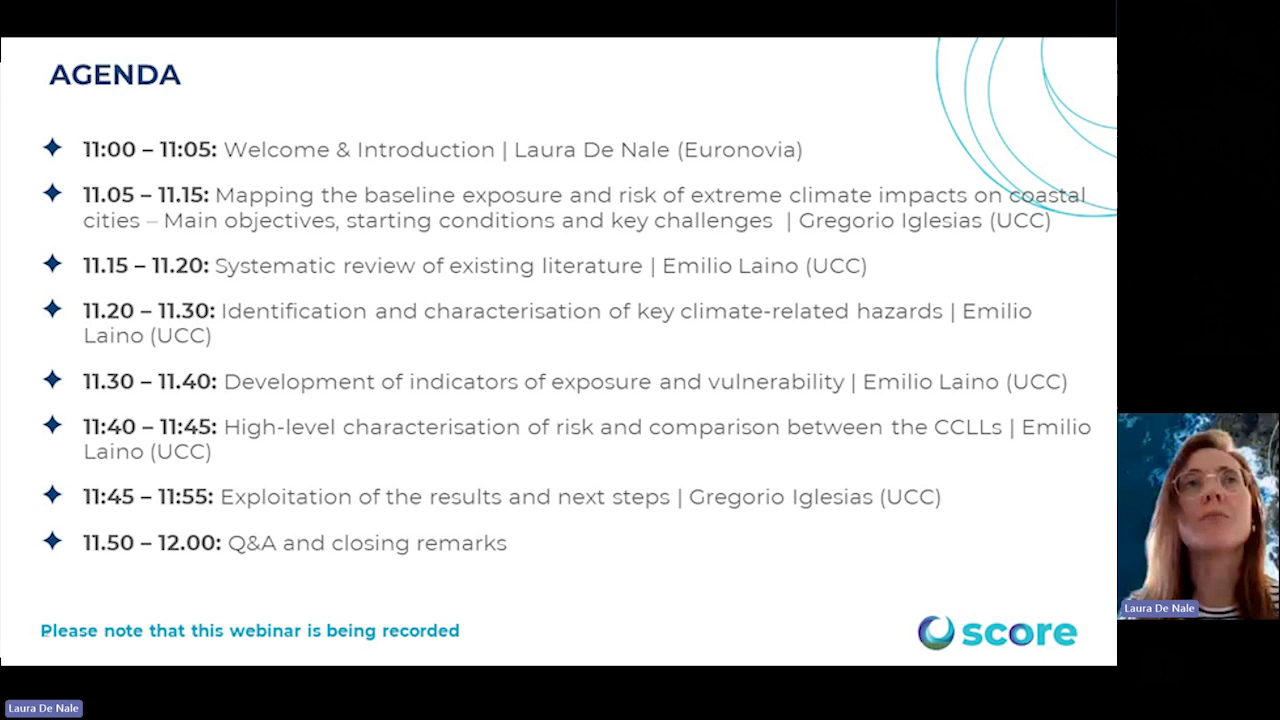 AGENDA
11:00 – 11:05: Welcome & Introduction | Laura De Nale (Euronovia)
11.05 – 11.15: Mapping the baseline exposure and risk of extreme climate impacts on coastal
cities – Main objectives, starting conditions and key challenges | Gregorio Iglesias (UCC)
11.15 – 11.20: Systematic review of existing literature | Emilio Laino (UCC)
11.20 – 11.30: Identification and characterisation of key climate-related hazards | Emilio
Laino (UCC)
11.30 – 11.40: Development of indicators of exposure and vulnerability | Emilio Laino (UCC)
11:40 – 11:45: High-level characterisation of risk and comparison between the CCLLs | Emilio
Laino (UCC)
11:45 – 11:55: Exploitation of the results and next steps | Gregorio Iglesias (UCC)
11.50 – 12.00: Q&A and closing remarks
Please note that this webinar is being recorded
score
Laura De Nale
Laura De Nale